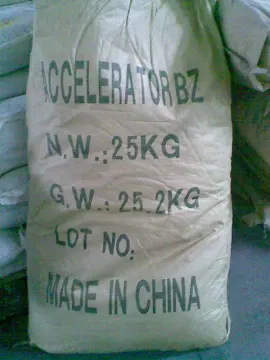 ACCELERATOR BZ
N.W.:25KG
G.W.: 25.2KG
LOT NO:
MADE IN CHINA